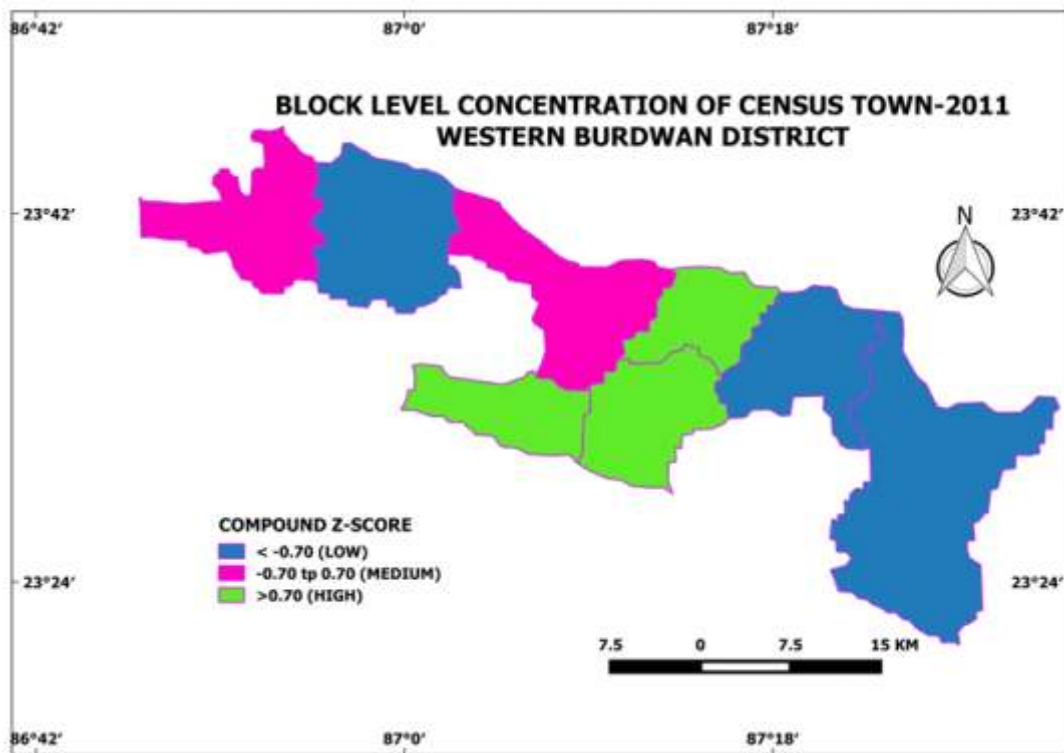 86°42’ 87°0’ 87°18’
BLOCK LEVEL CONCENTRATION OF CENSUS TOWN-2011
WESTERN BURDWAN DISTRICT
23°42’ 23°42’
N
COMPOUND Z-SCORE
< -0.70 (LOW)
-0.70 tp 0.70 (MEDIUM)
>0.70 (HIGH)
23°24’ 23°24’
7.5 0 7.5 15 KM
86°42’ 87°0’ 87°18’